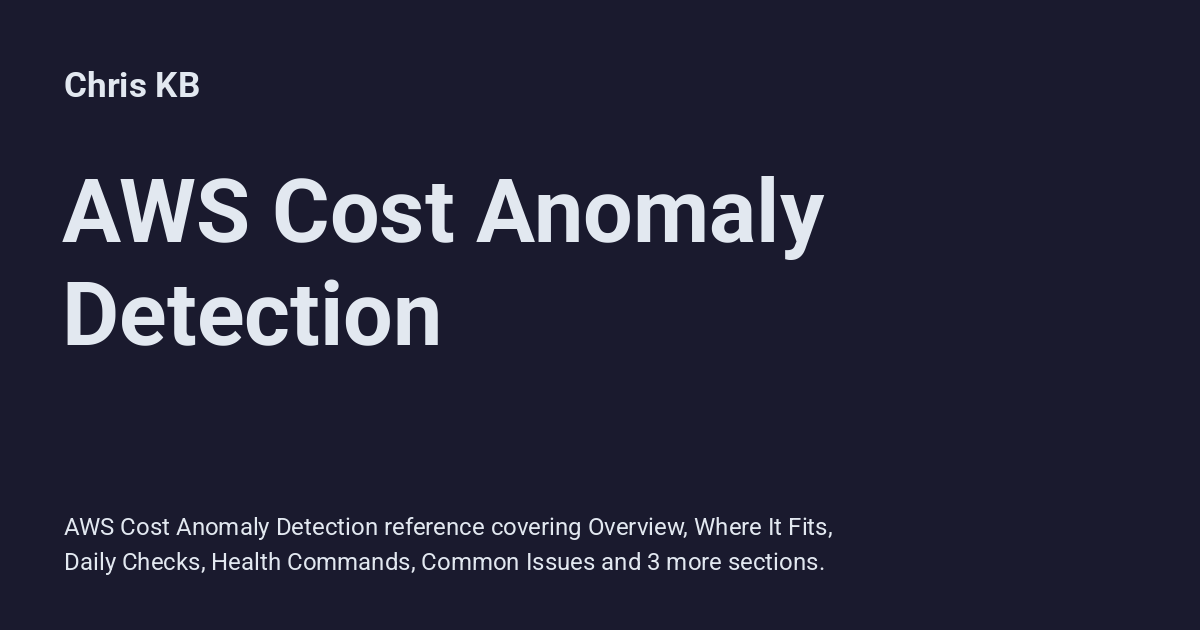 Chris KB
AWS Cost Anomaly
Detection
AWS Cost Anomaly Detection reference covering Overview, Where It Fits,
Daily Checks, Health Commands, Common Issues and 3 more sections.